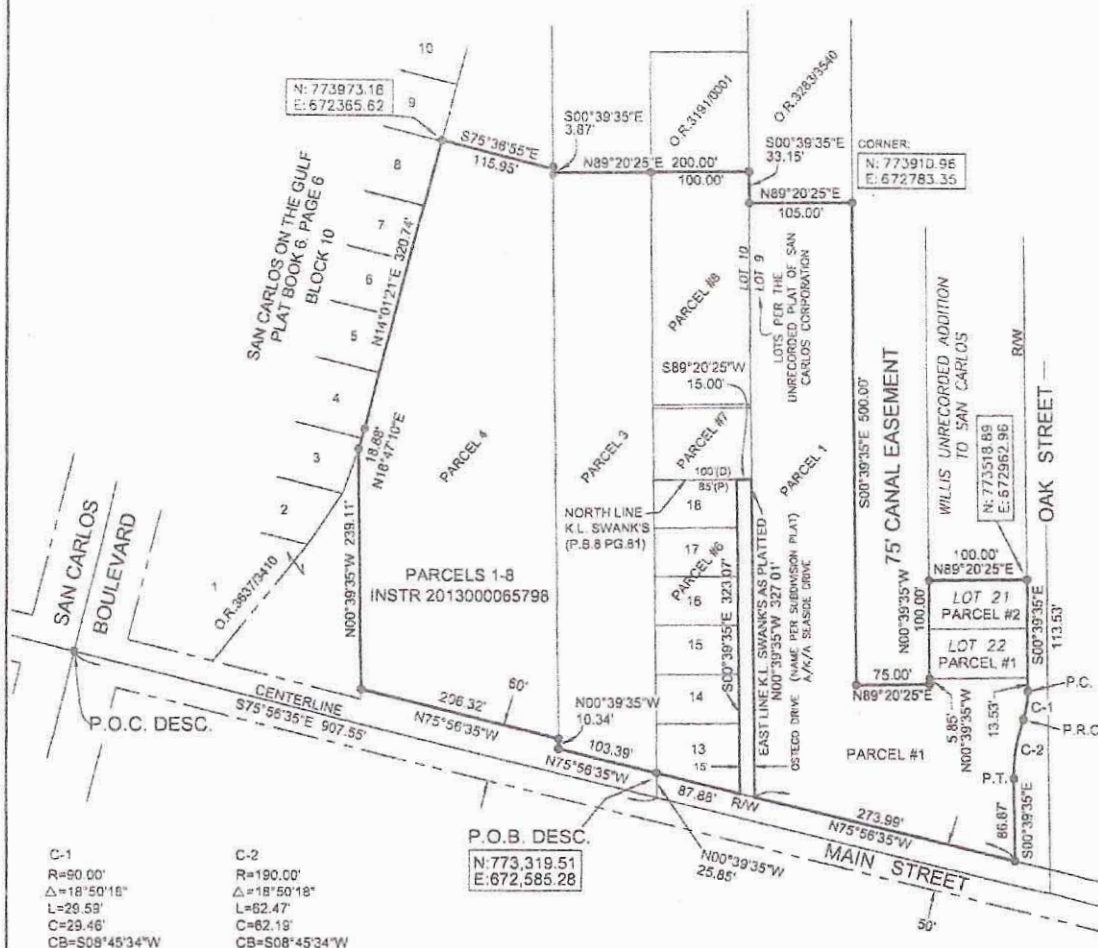 10
N: 773973.18
E: 672365.62
9
8
7
6
5
4
3
2
1
SAN CARLOS ON THE GULF
PLAT BOOK 6, PAGE 6
BLOCK 10
S75°36'55"E
115.95'
S00°39'35"E
3.87'
N89°20'25"E 200.00'
100.00'
O.R.3191/0001
O.R.3283/3540
S00°39'35"E
33.15'
CORNER:
N: 773910.96
E: 672783.35
N89°20'25"E
105.00'
N14°01'21"E 320.74'
18.88'
N18°47'10"E
PARCEL 4
PARCEL 3
PARCEL #8
LOT 10
LOT 9
LOTS PER THE
UNRECORDED PLAT OF SAN
CARLOS CORPORATION
S89°20'25"W
15.00'
PARCEL #7
PARCEL 1
100'(D)
85'(P)
NORTH LINE
K.L. SWANK'S
(P.B.8 PG.81)
18
17
PARCEL #6
16
15
14
13
15
S00°39'35"E 323.07'
EAST LINE K.L. SWANK'S AS PLATTED
N00°39'35"W 327.01'
OSTEGO DRIVE (NAME PER SUBDIVISION PLAT)
A/K/A SEASIDE DRIVE
S00°39'35"E 500.00'
75' CANAL EASEMENT
WILLIS UNRECORDED ADDITION
TO SAN CARLOS
R/W
OAK STREET
N: 773518.89
E: 672962.96
100.00'
N89°20'25"E
N00°39'35"W
100.00'
LOT 21
PARCEL #2
LOT 22
PARCEL #1
S00°39'35"E
113.53'
75.00'
N89°20'25"E
5.85'
N00°39'35"W
13.53'
P.C.
C-1
P.R.C.
C-2
P.T.
PARCEL #1
86.87'
S00°39'35"E
SAN CARLOS
BOULEVARD
O.R.3637/3410
N00°39'35"W 239.11'
PARCELS 1-8
INSTR 2013000065798
P.O.C. DESC.
CENTERLINE
S75°56'35"E 907.55'
206.32'
N75°56'35"W
60'
N00°39'35"W
10.34'
103.39'
N75°56'35"W
87.88'
R/W
273.99'
N75°56'35"W
MAIN STREET
50'
P.O.B. DESC.
N:773,319.51
E:672,585.28
N00°39'35"W
25.85'
C-1
R=90.00'
Δ=18°50'18"
L=29.59'
C=29.46'
CB=S08°45'34"W
C-2
R=190.00'
Δ=18°50'18"
L=62.47'
C=62.19'
CB=S08°45'34"W